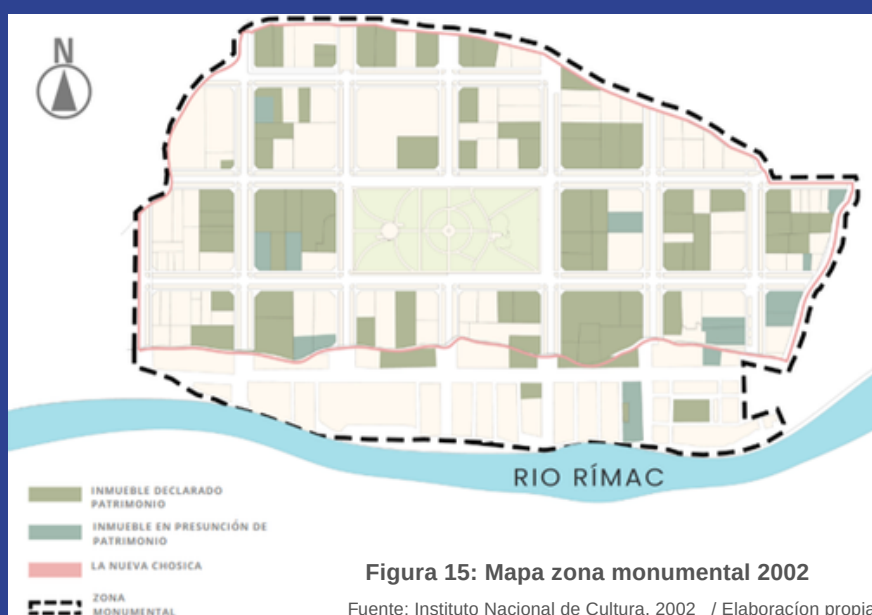 N
RIO RÍMAC
INMUEBLE DECLARADO
PATRIMONIO
INMUEBLE EN PRESUNCIÓN DE
PATRIMONIO
LA NUEVA CHOSICA
ZONA
MONUMENTAL
Figura 15: Mapa zona monumental 2002
Fuente: Instituto Nacional de Cultura, 2002 / Elaboracíon propia